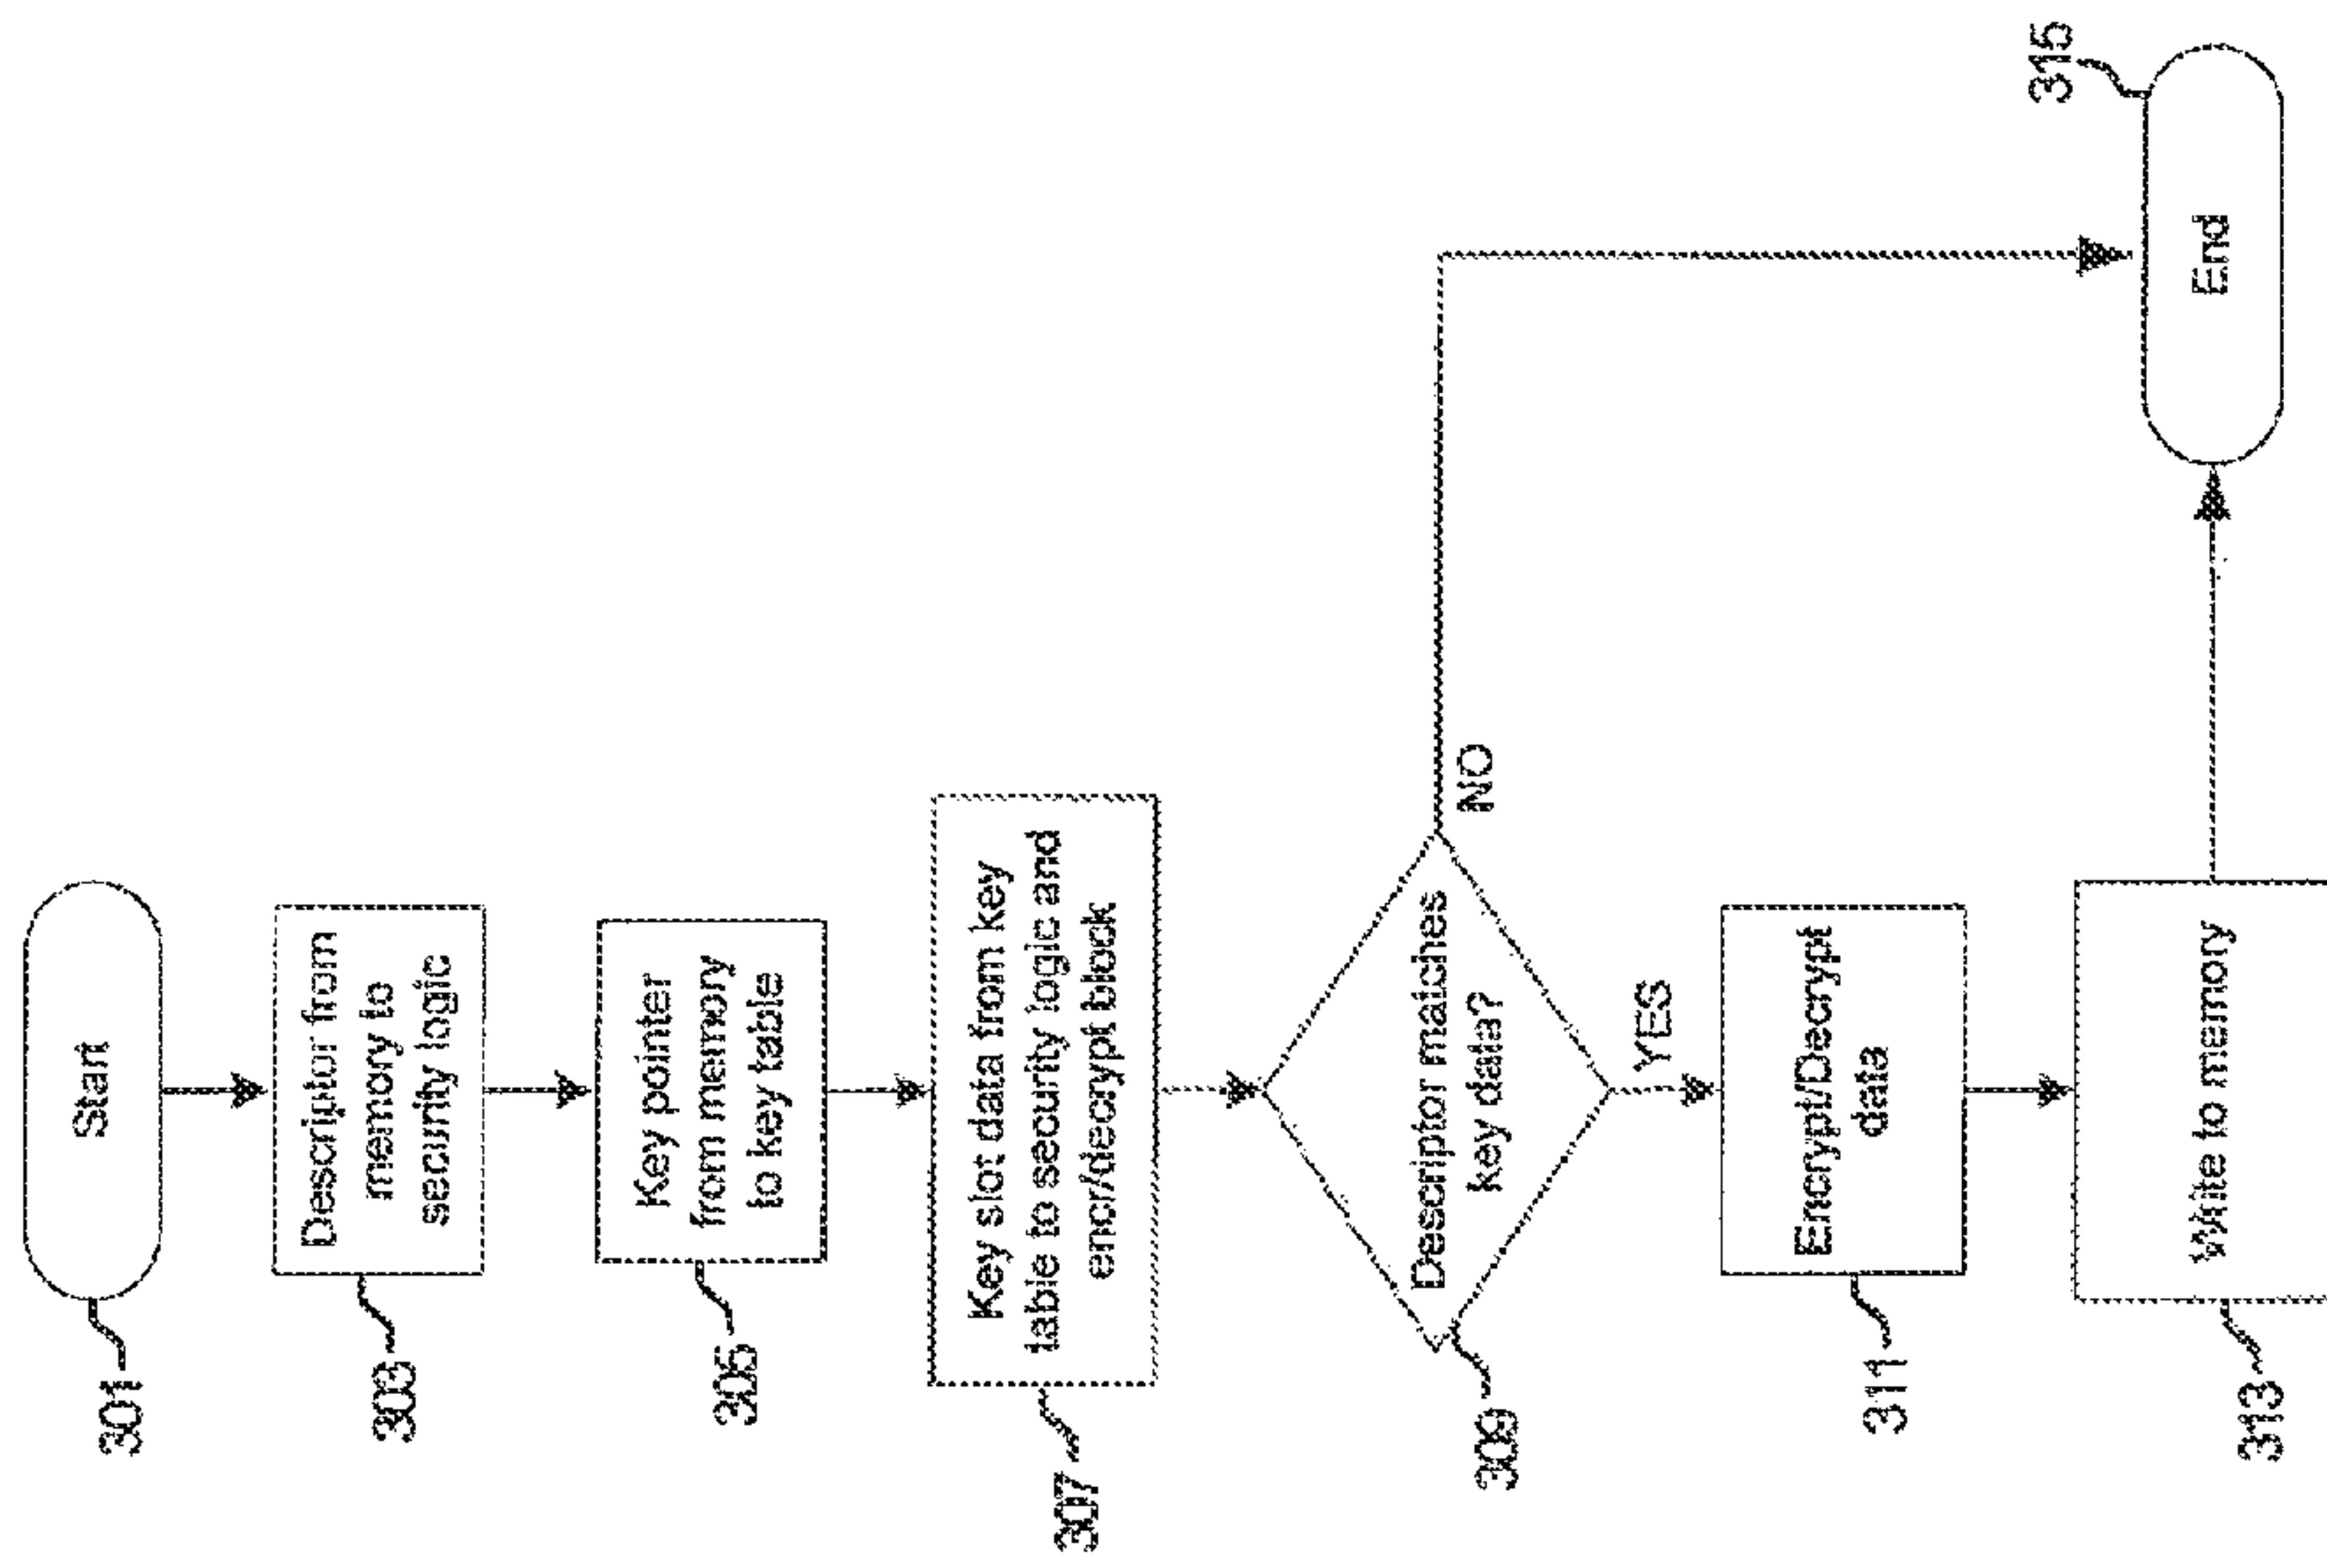 Start
301
Descriptor from
memory to
security logic
303
Key pointer
from memory
to key table
305
Key slot data from key
table to security logic and
encr/decrypt block
307
Descriptor matches
key data?
309
NO
YES
Encrypt/Decrypt
data
311
Write to memory
313
End
315